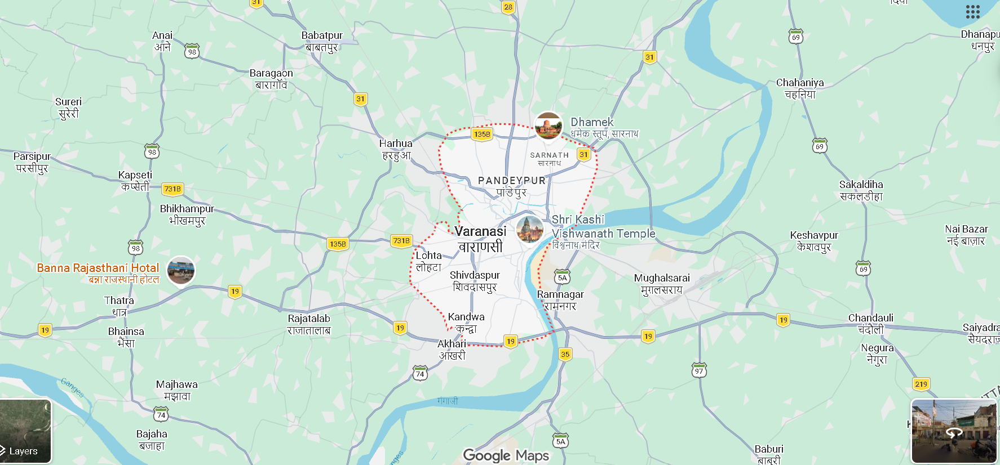 31
28
दिया
Anai
आने
98
Babatpur
बाबतपुर
69
Dhanapu
धनपुर
31
Baragaon
बारागाँव
Chahaniya
चहनिया
31
Sureri
सुरेरी
Dhamek
धमेक स्तूप, सारनाथ
135B
Harhua
हरहुआ
98
SARNATH
सारनाथ
31
69
Parsipur
परसीपुर
Kapseti
कप्सेती
731B
PANDEYPUR
पांडेपुर
Sakaldiha
सकलडीहा
Bhikhampur
भीखमपुर
Shri Kashi
Vishwanath Temple
विश्वनाथ मंदिर
Varanasi
वाराणसी
Keshavpur
केशवपुर
Nai Bazar
नई बाज़ार
98
135B
731B
Lohta
लोहटा
Banna Rajasthani Hotal
बन्ना राजस्थानी होटल
69
Shivdaspur
शिवदासपुर
5A
Mughalsarai
मुग़लसराय
19
Ramnagar
रामनगर
Thatra
थात्र
Rajatalab
राजातालाब
Kandwa
कन्द्वा
19
Chandauli
चंदौली
19
Bhainsa
भैंसा
19
19
19
Saiyadra
सैयदराज
Akhari
आखरी
35
Negura
नेगुरा
74
97
Ganges
Majhawa
मझावा
219
गंगाजी
74
Bajaha
बजाहा
5A
Layers
Ganges
Google Maps
Baburi
बाबुरी